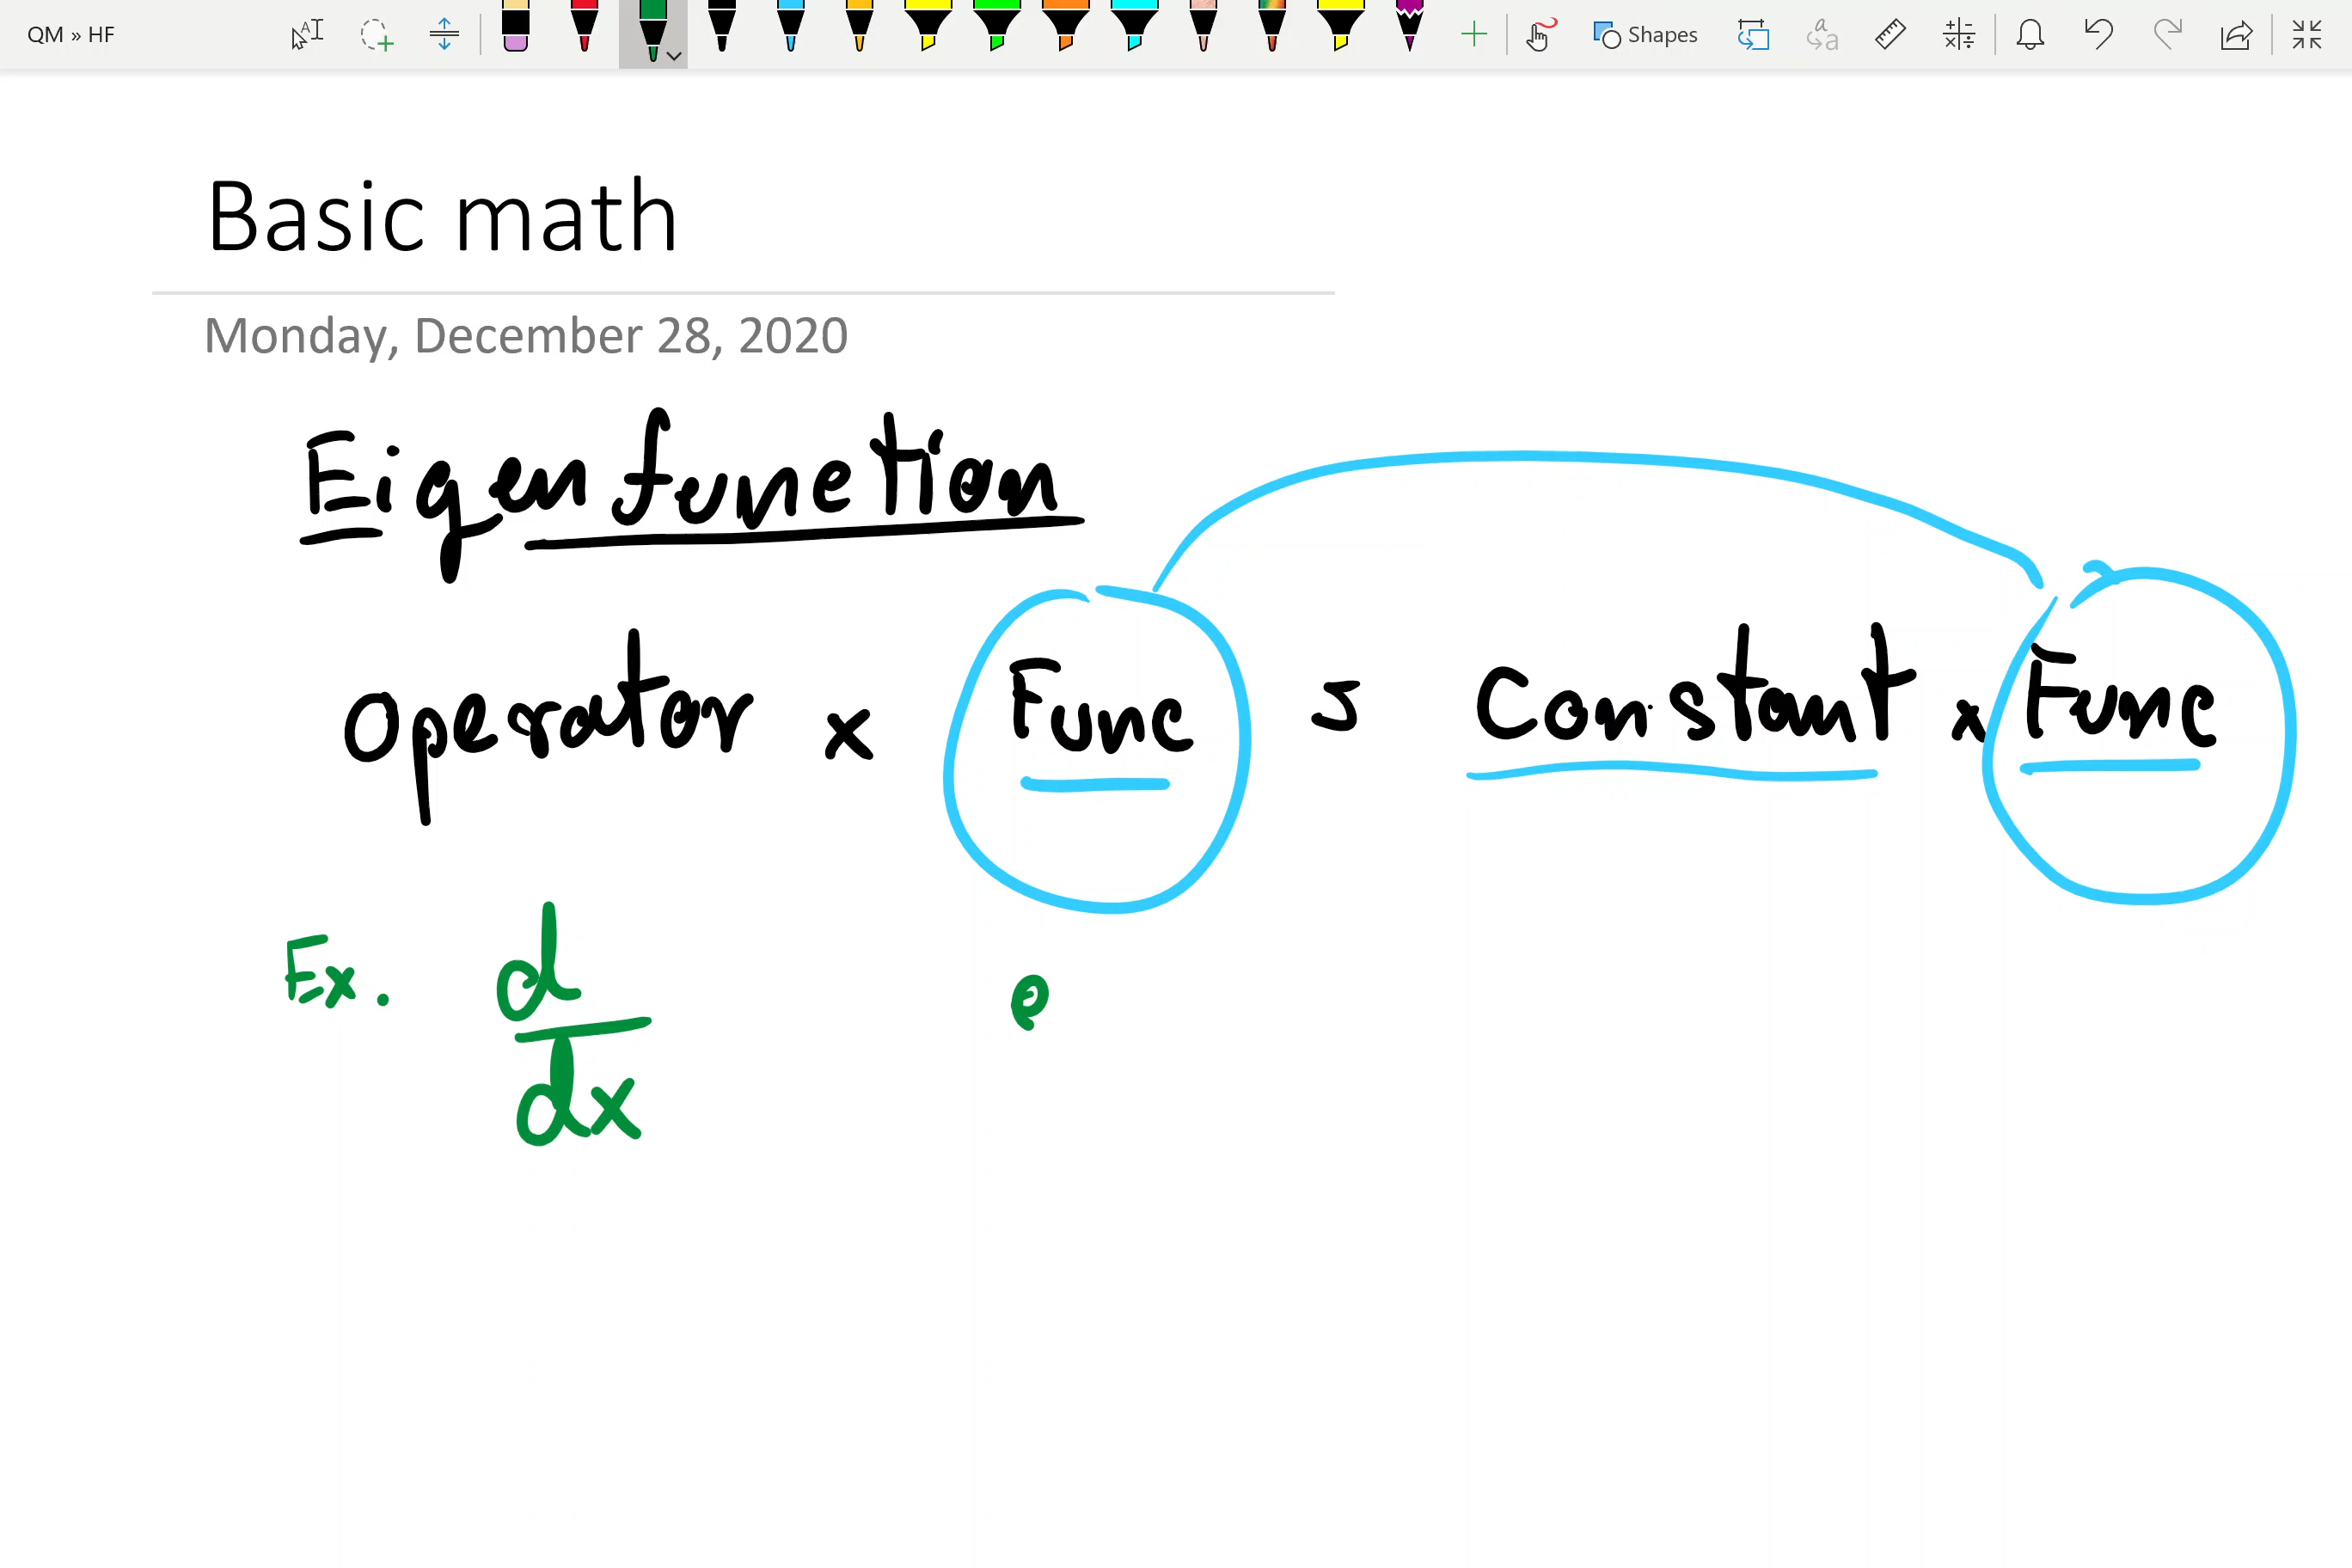 QM » HF
Shapes
Basic math
Monday, December 28, 2020
Eigenfunction
operator x Func = Constant x Func
Ex. d/dx e